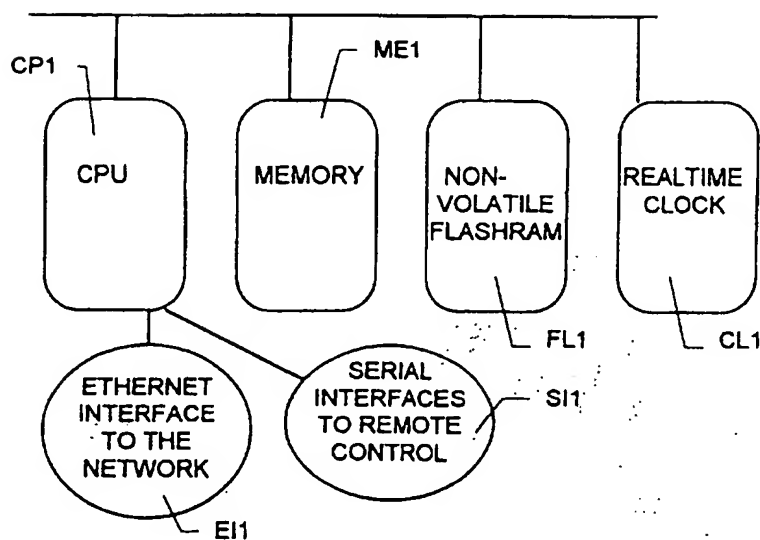 CP1
ME1
CPU
MEMORY
NON-
VOLATILE
FLASHRAM
REALTIME
CLOCK
FL1
CL1
ETHERNET
INTERFACE
TO THE
NETWORK
SERIAL
INTERFACES
TO REMOTE
CONTROL
SI1
EI1